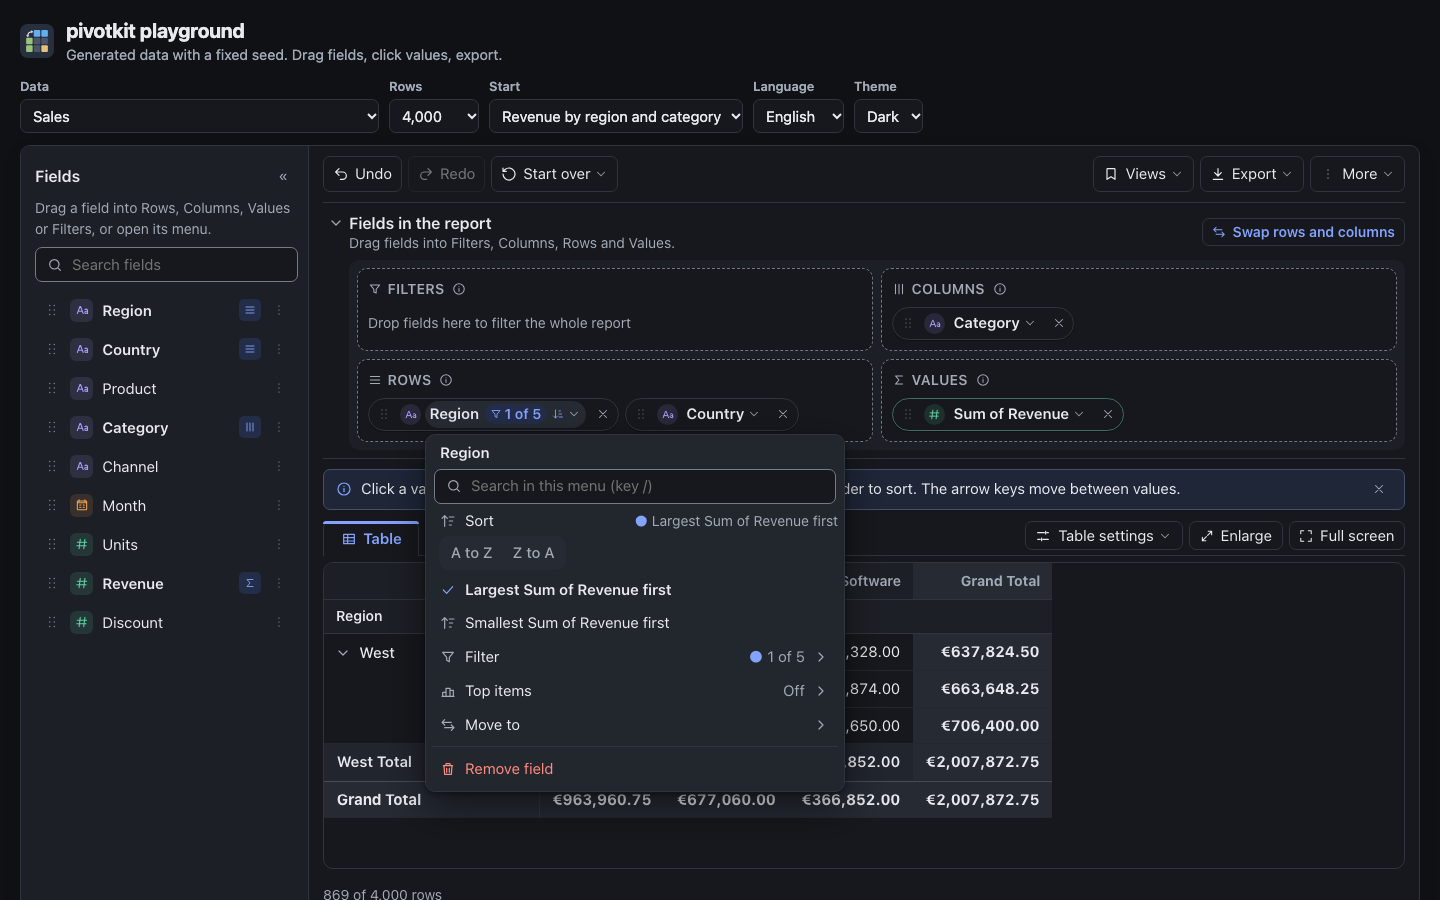 pivotkit playground
Generated data with a fixed seed. Drag fields, click values, export.
Data
Rows
Start
Language
Theme
Sales
4,000
Revenue by region and category
English
Dark
Fields
«
Drag a field into Rows, Columns, Values
or Filters, or open its menu.
Search fields
Aa Region
Aa Country
Aa Product
Aa Category
Aa Channel
Month
# Units
# Revenue Σ
# Discount
Undo
Redo
Start over
Views
Export
More
Fields in the report
Drag fields into Filters, Columns, Rows and Values.
Swap rows and columns
FILTERS
Drop fields here to filter the whole report
COLUMNS
Aa Category
ROWS
Aa Region 1 of 5
Aa Country
Σ VALUES
# Sum of Revenue
Region
Search in this menu (key /)
Sort
Largest Sum of Revenue first
A to Z
Z to A
Largest Sum of Revenue first
Smallest Sum of Revenue first
Filter
1 of 5
Top items
Off
Move to
Remove field
Click a va
der to sort. The arrow keys move between values.
Table
Table settings
Enlarge
Full screen
Software
Grand Total
Region
West
,328.00
€637,824.50
,874.00
€663,648.25
,650.00
€706,400.00
West Total
,852.00
€2,007,872.75
Grand Total
€963,960.75
€677,060.00
€366,852.00
€2,007,872.75
869 of 4,000 rows